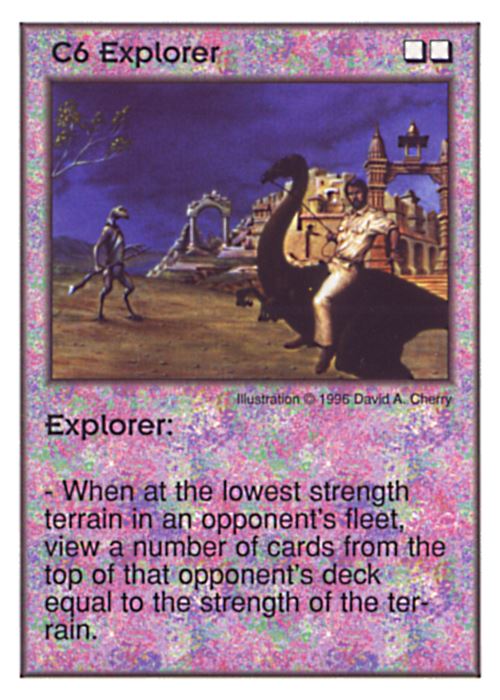 C6 Explorer
Illustration © 1996 David A. Cherry
Explorer:
- When at the lowest strength
terrain in an opponent's fleet,
view a number of cards from the
top of that opponent's deck
equal to the strength of the ter-
rain.